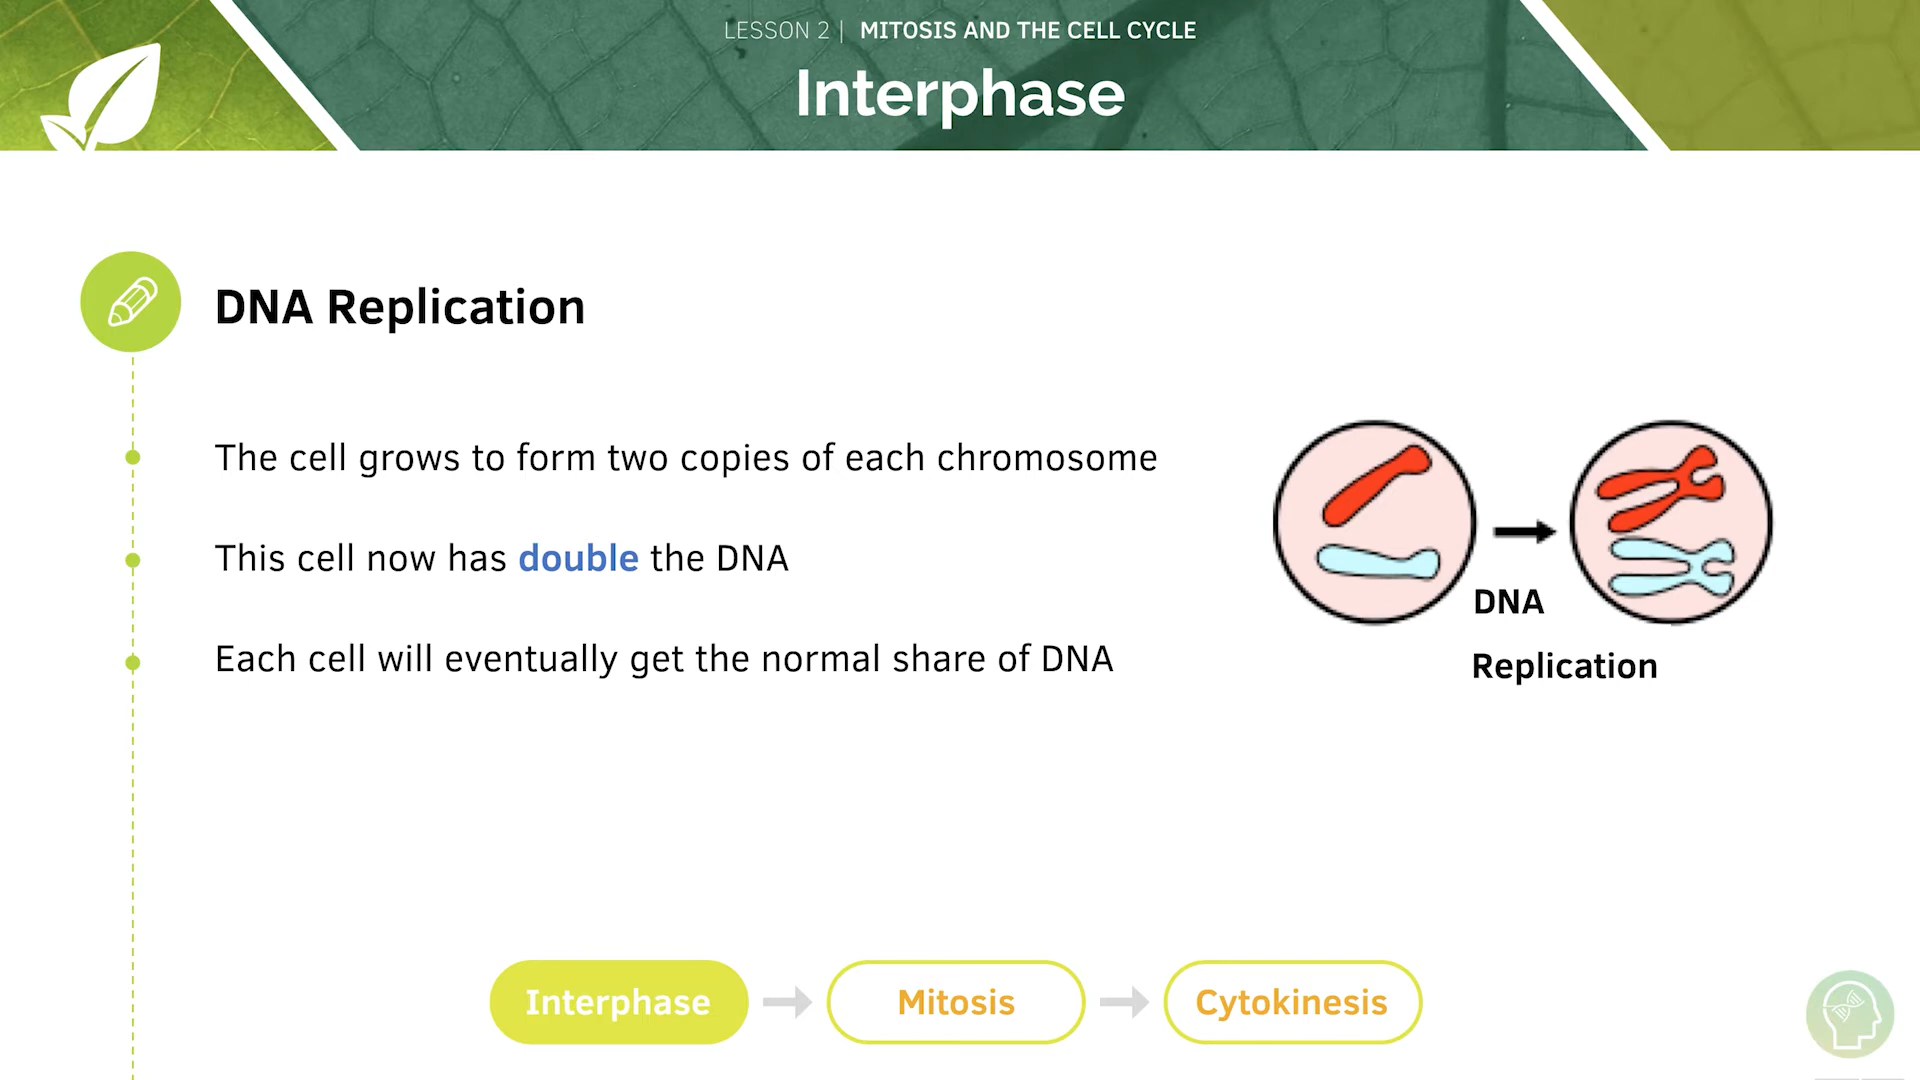 LESSON 2 | MITOSIS AND THE CELL CYCLE
Interphase
DNA Replication
The cell grows to form two copies of each chromosome
This cell now has double the DNA
Each cell will eventually get the normal share of DNA
DNA
Replication
Interphase
Mitosis
Cytokinesis